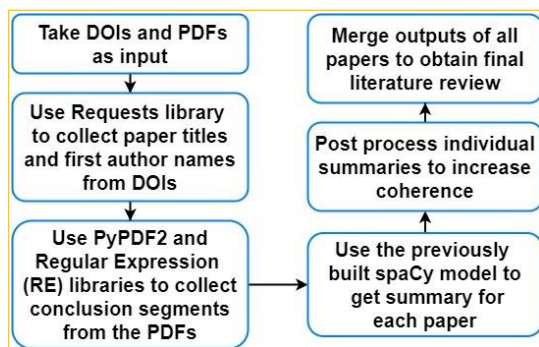 Take DOIs and PDFs
as input
Use Requests library
to collect paper titles
and first author names
from DOIs
Use PyPDF2 and
Regular Expression
(RE) libraries to collect
conclusion segments
from the PDFs
Use the previously
built spaCy model to
get summary for
each paper
Post process individual
summaries to increase
coherence
Merge outputs of all
papers to obtain final
literature review